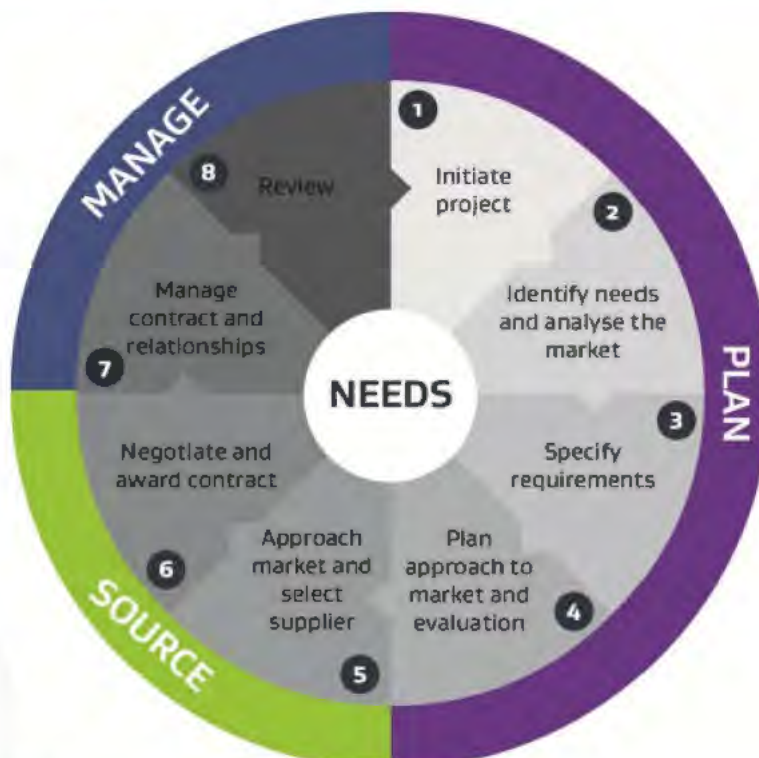 MANAGE
PLAN
SOURCE
NEEDS
1
Initiate
project
2
Identify needs
and analyse the
market
3
Specify
requirements
4
Plan
approach to
market and
evaluation
5
Approach
market and
select
supplier
6
Negotiate and
award contract
7
Manage
contract and
relationships
8
Review